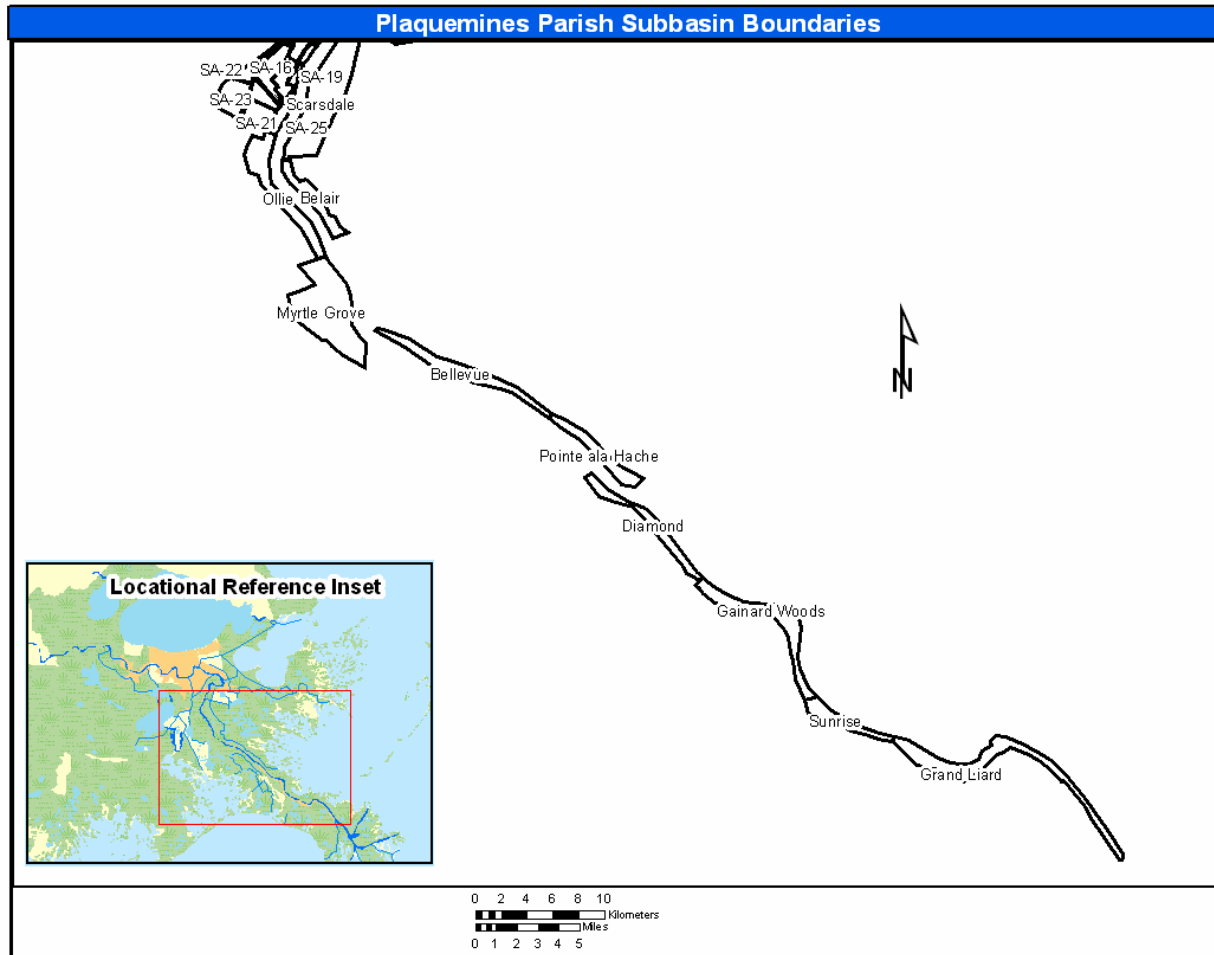 Plaquemines Parish Subbasin Boundaries
SA-22
SA-16
SA-19
SA-23
Scarsdale
SA-21
SA-25
Ollie
Belair
Myrtle Grove
Bellevue
Pointe ala Hache
Diamond
Gainard Woods
Sunrise
Grand Liard
N
Locational Reference Inset
0 2 4 6 8 10
Kilometers
Miles
0 1 2 3 4 5